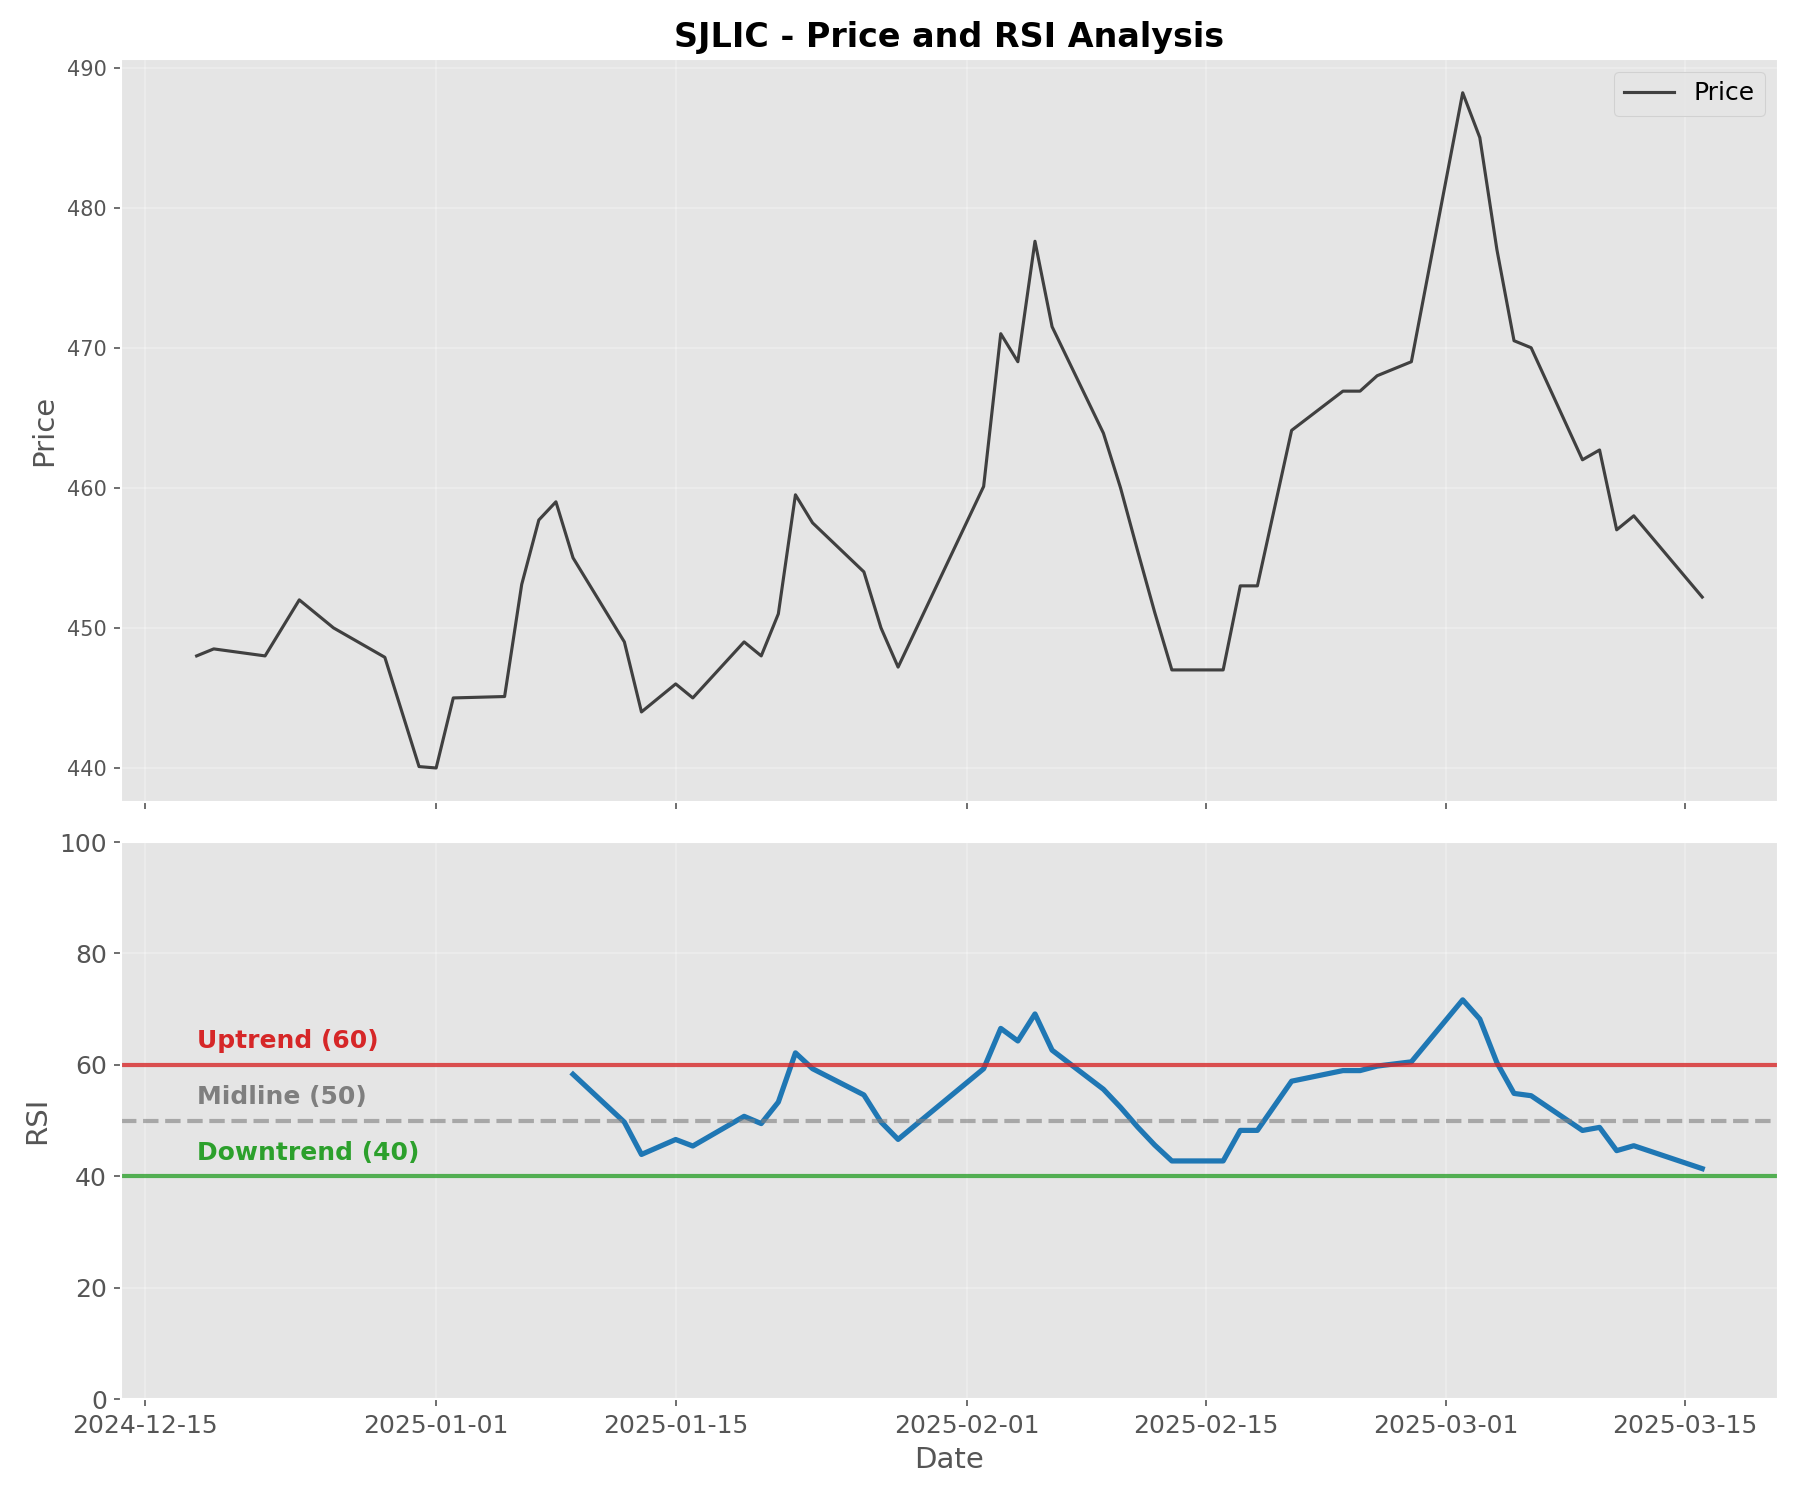 SJLIC - Price and RSI Analysis
490
Price
480
470
460
450
440
Price
100
80
60
40
20
0
Uptrend (60)
Midline (50)
Downtrend (40)
RSI
2024-12-15
2025-01-01
2025-01-15
2025-02-01
2025-02-15
2025-03-01
2025-03-15
Date